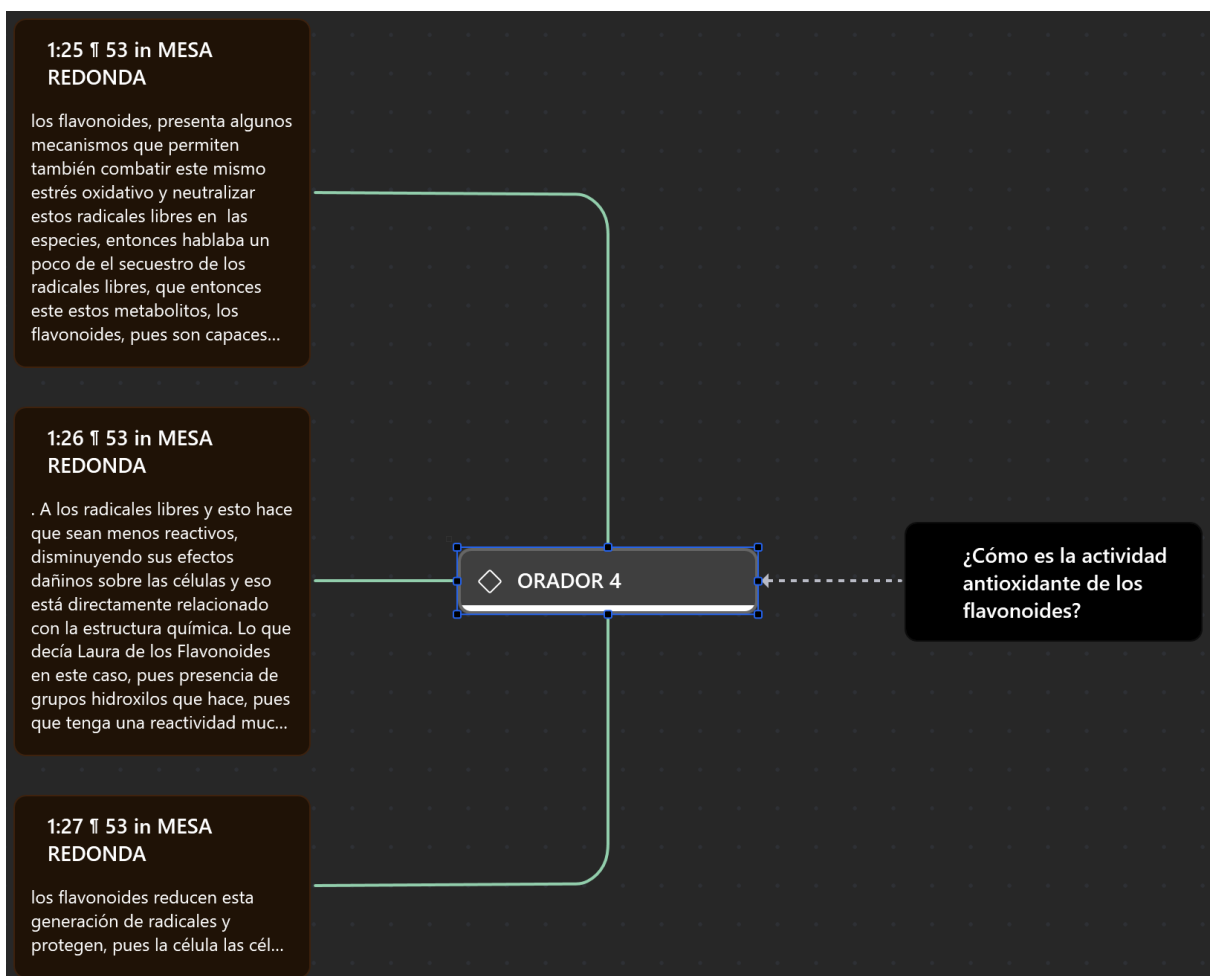 1:25 ¶ 53 in MESA
REDONDA
los flavonoides, presenta algunos
mecanismos que permiten
también combatir este mismo
estrés oxidativo y neutralizar
estos radicales libres en  las
especies, entonces hablaba un
poco de el secuestro de los
radicales libres, que entonces
este estos metabolitos, los
flavonoides, pues son capaces...
1:26 ¶ 53 in MESA
REDONDA
. A los radicales libres y esto hace
que sean menos reactivos,
disminuyendo sus efectos
dañinos sobre las células y eso
está directamente relacionado
con la estructura química. Lo que
decía Laura de los Flavonoides
en este caso, pues presencia de
grupos hidroxilos que hace, pues
que tenga una reactividad muc...
1:27 ¶ 53 in MESA
REDONDA
los flavonoides reducen esta
generación de radicales y
protegen, pues la célula las cél...
ORADOR 4
¿Cómo es la actividad
antioxidante de los
flavonoides?